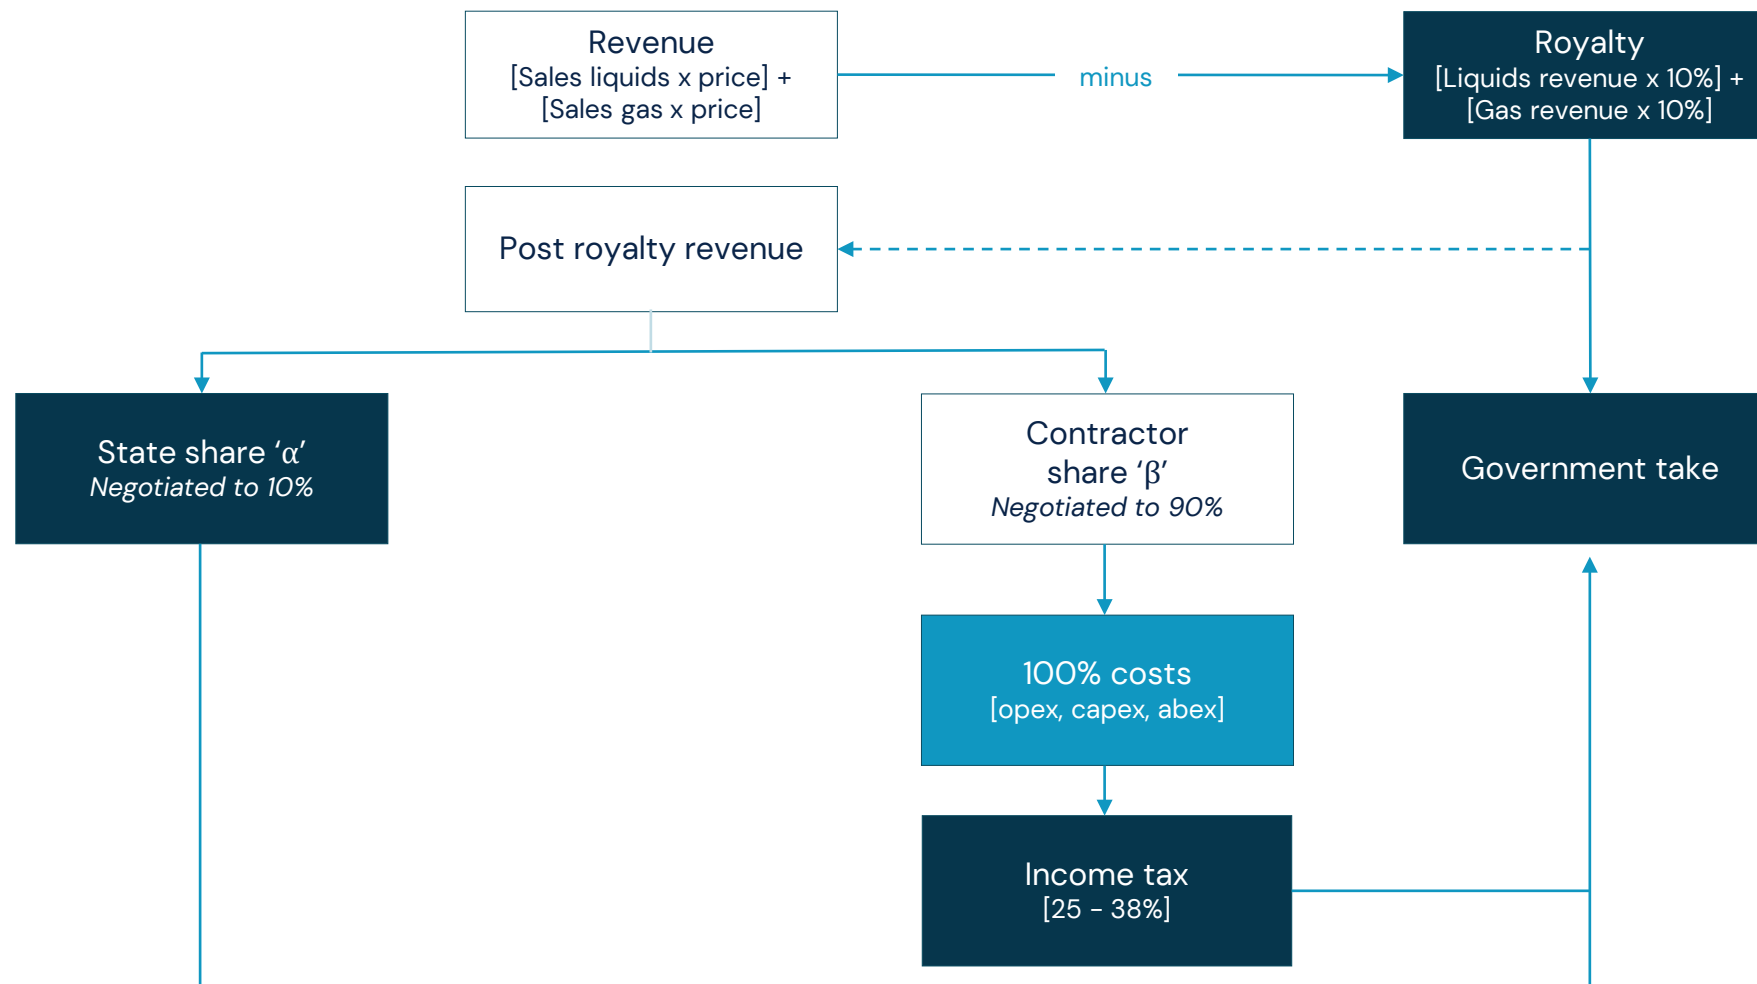 Revenue
[Sales liquids x price] +
[Sales gas x price]
minus
Royalty
[Liquids revenue x 10%] +
[Gas revenue x 10%]
Post royalty revenue
State share ‘α’
Negotiated to 10%
Contractor
share ‘β’
Negotiated to 90%
Government take
100% costs
[opex, capex, abex]
Income tax
[25 - 38%]